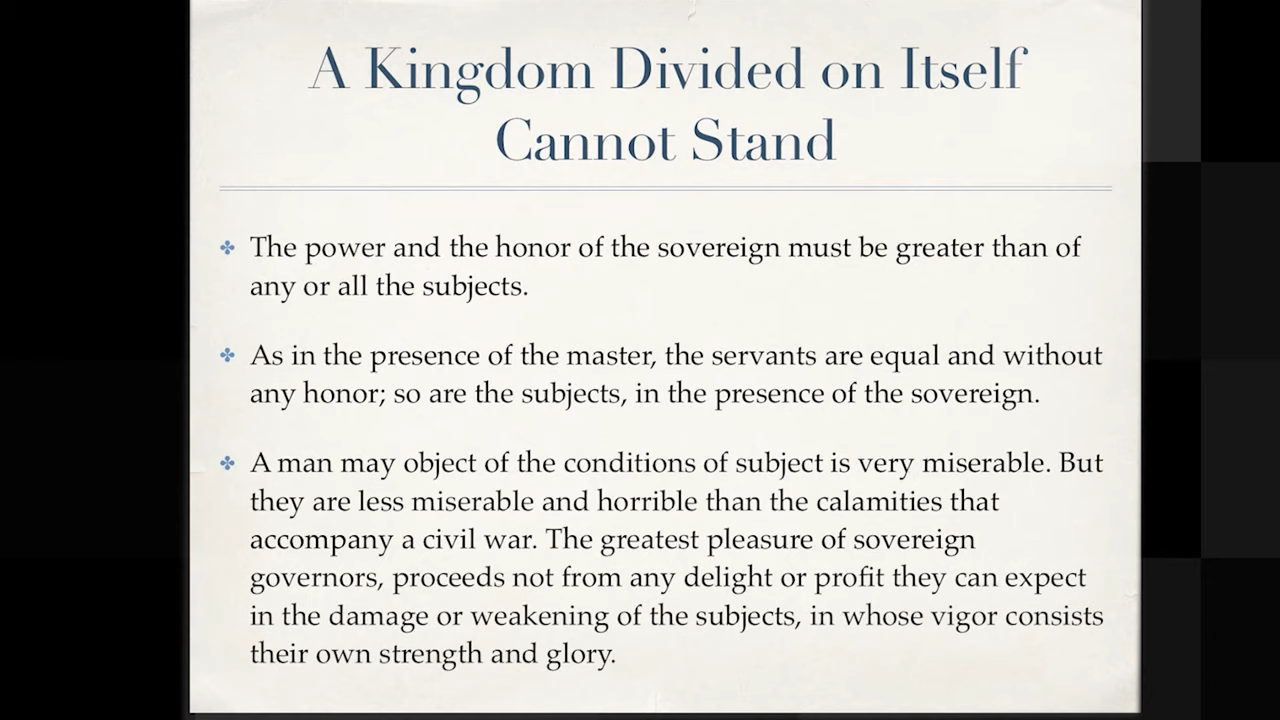 A Kingdom Divided on Itself
Cannot Stand
The power and the honor of the sovereign must be greater than of
any or all the subjects.
As in the presence of the master, the servants are equal and without
any honor; so are the subjects, in the presence of the sovereign.
A man may object of the conditions of subject is very miserable. But
they are less miserable and horrible than the calamities that
accompany a civil war. The greatest pleasure of sovereign
governors, proceeds not from any delight or profit they can expect
in the damage or weakening of the subjects, in whose vigor consists
their own strength and glory.